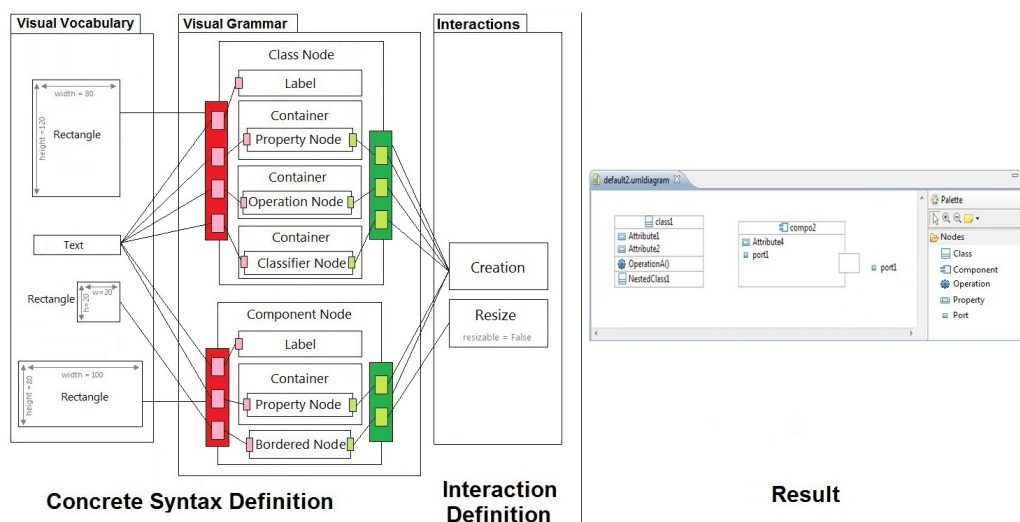 Visual Vocabulary
width = 80
height =120
Rectangle
Text
Rectangle
w=20
h=20
width = 100
height =80
Rectangle
Visual Grammar
Class Node
Label
Container
Property Node
Container
Operation Node
Container
Classifier Node
Component Node
Label
Container
Property Node
Bordered Node
Interactions
Creation
Resize
resizable = False
Concrete Syntax Definition
Interaction
Definition
default2.umldiagram
class1
Attribute1
Attribute2
OperationA()
NestedClass1
compo2
Attribute4
port1
port1
Palette
Nodes
Class
Component
Operation
Property
Port
Result